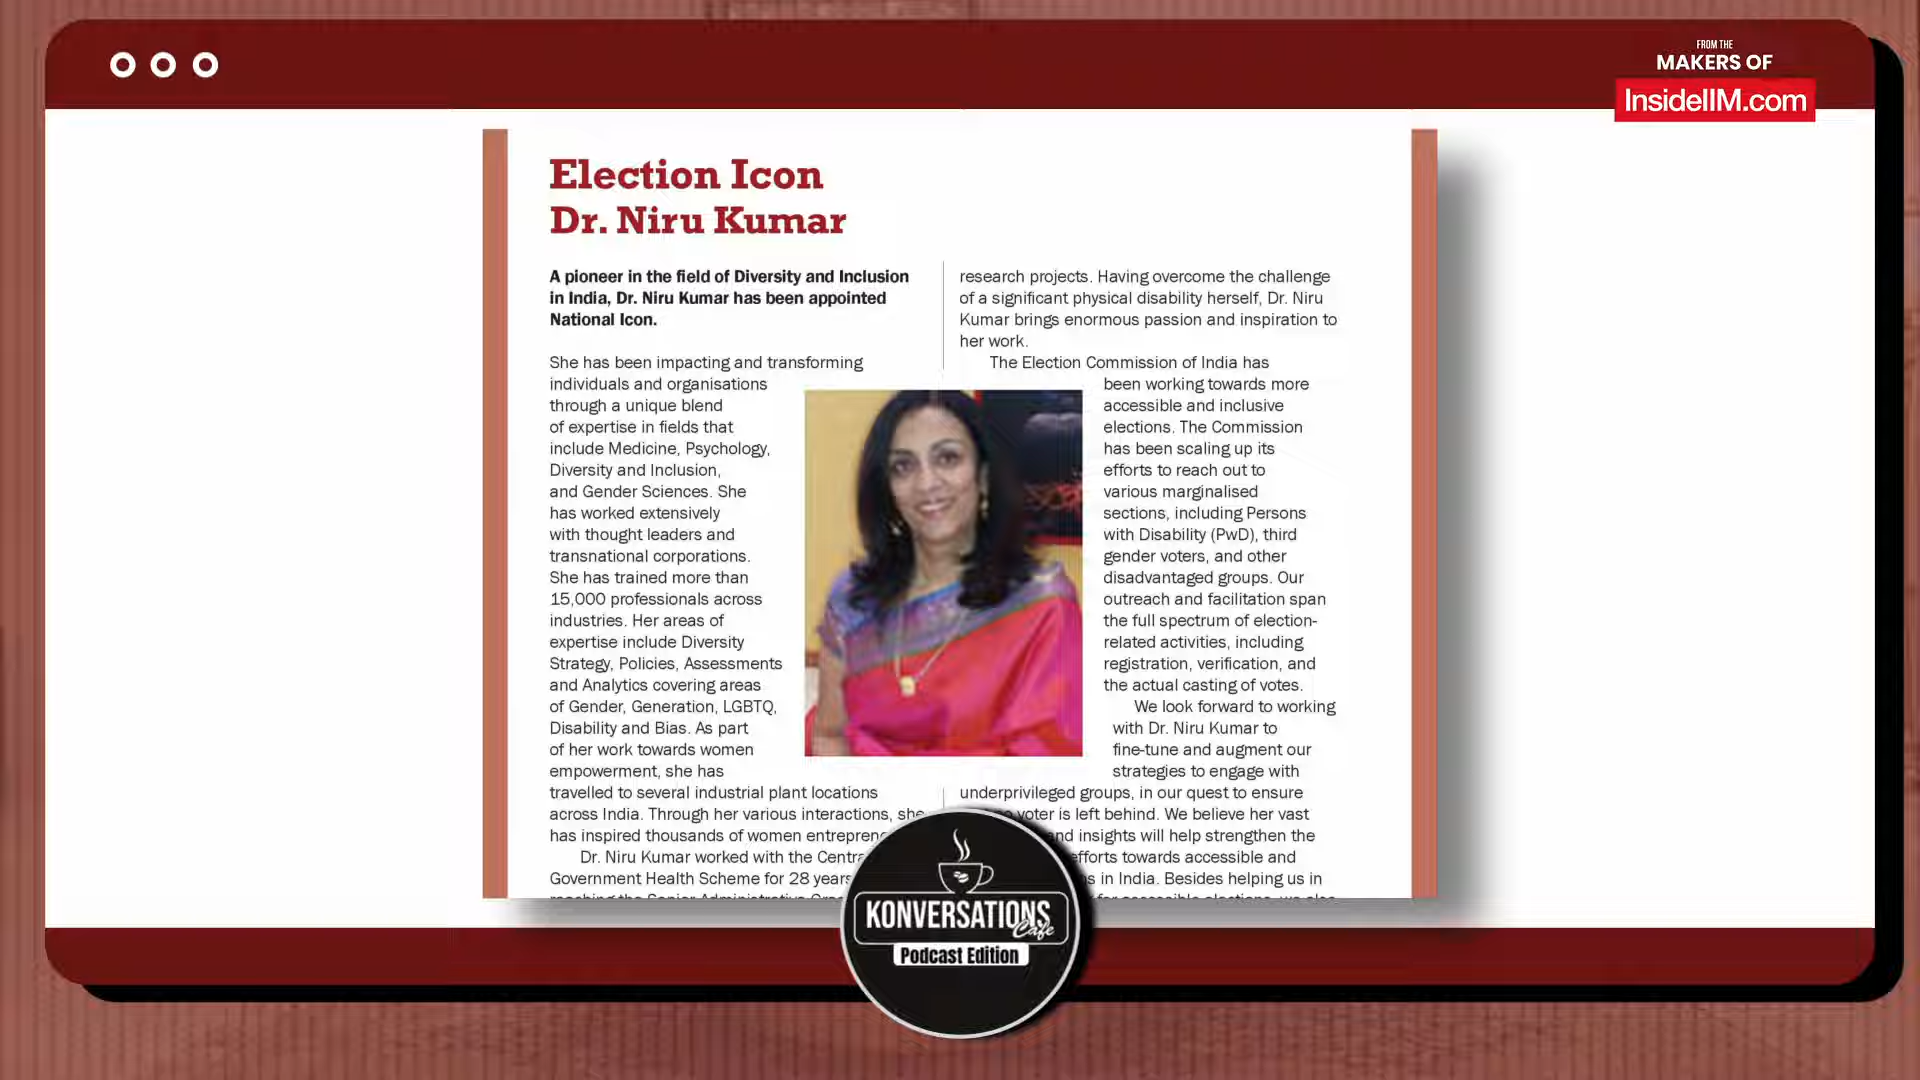 FROM THE
MAKERS OF
InsideIIM.com
Election Icon
Dr. Niru Kumar
A pioneer in the field of Diversity and Inclusion
in India, Dr. Niru Kumar has been appointed
National Icon.
She has been impacting and transforming
individuals and organisations
through a unique blend
of expertise in fields that
include Medicine, Psychology,
Diversity and Inclusion,
and Gender Sciences. She
has worked extensively
with thought leaders and
transnational corporations.
She has trained more than
15,000 professionals across
industries. Her areas of
expertise include Diversity
Strategy, Policies, Assessments
and Analytics covering areas
of Gender, Generation, LGBTQ,
Disability and Bias. As part
of her work towards women
empowerment, she has
travelled to several industrial plant locations
across India. Through her various interactions, she
has inspired thousands of women
Dr. Niru Kumar worked with the
Government Health Scheme for 28 years
research projects. Having overcome the challenge
of a significant physical disability herself, Dr. Niru
Kumar brings enormous passion and inspiration to
her work.
The Election Commission of India has
been working towards more
accessible and inclusive
elections. The Commission
has been scaling up its
efforts to reach out to
various marginalised
sections, including Persons
with Disability (PwD), third
gender voters, and other
disadvantaged groups. Our
outreach and facilitation span
the full spectrum of election-
related activities, including
registration, verification, and
the actual casting of votes.
We look forward to working
with Dr. Niru Kumar to
fine-tune and augment our
strategies to engage with
underprivileged groups, in our quest to ensure
voter is left behind. We believe her vast
and insights will help strengthen the
efforts towards accessible and
in India. Besides helping us in
KONVERSATIONS
Cafe
Podcast Edition